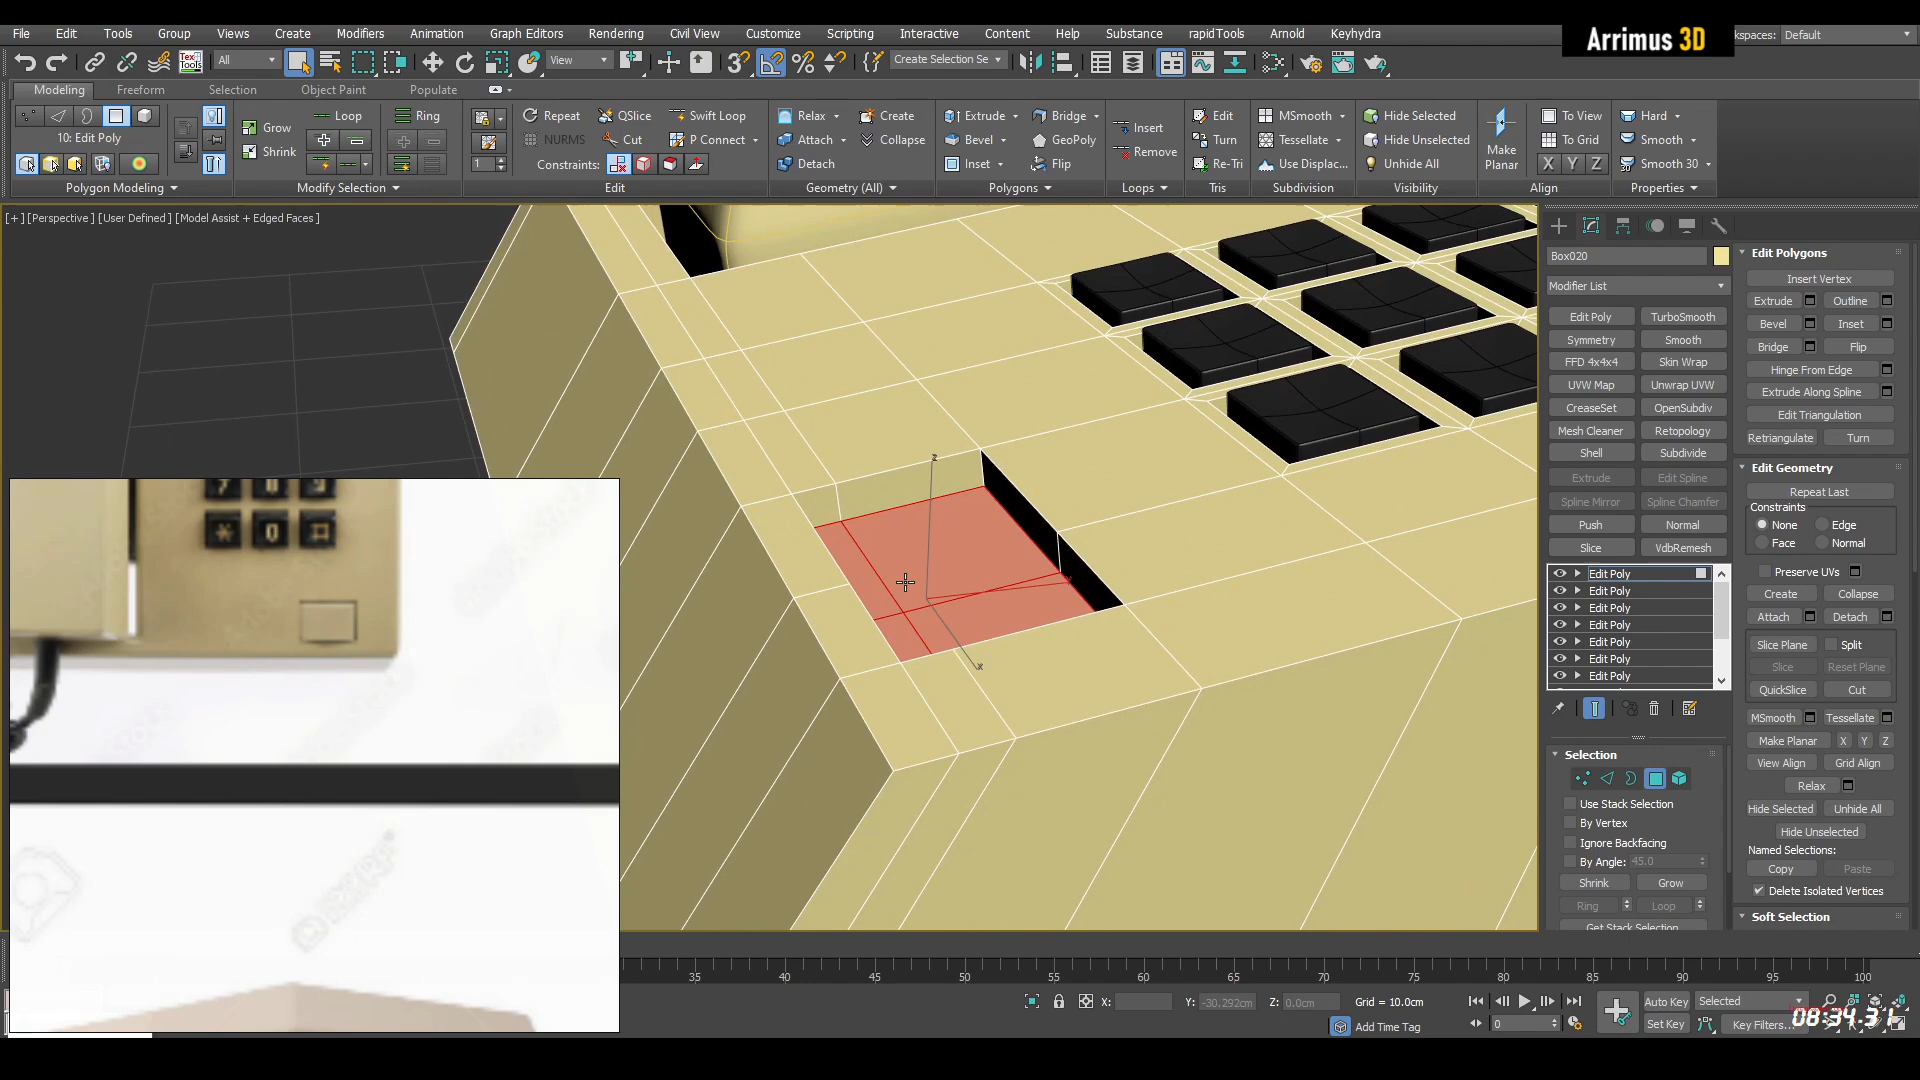 File Edit Tools Group Views Create Modifiers Animation Graph Editors Rendering Civil View Customize Scripting Interactive Content Help Substance rapidTools Arnold Keyhydra
Arrimus 3D
kspaces: Default
All View Create Selection Se
Modeling Freeform Selection Object Paint Populate
10: Edit Poly
Grow Loop Ring Repeat QSlice Swift Loop Relax Create Extrude Bridge Insert Edit MSmooth Hide Selected To View Hard
Shrink NURMS Cut P Connect Attach Collapse Bevel GeoPoly Remove Turn Tessellate Hide Unselected Make Planar To Grid Smooth
1 Constraints: Detach Inset Flip Re-Tri Use Displac... Unhide All X Y Z Smooth 30
Polygon Modeling Modify Selection Edit Geometry (All) Polygons Loops Tris Subdivision Visibility Align Properties
[+] [Perspective] [User Defined] [Model Assist + Edged Faces]
z
x
7 8 9
* 0
Box020
Modifier List
Edit Poly TurboSmooth
Symmetry Smooth
FFD 4x4x4 Skin Wrap
UVW Map Unwrap UVW
CreaseSet OpenSubdiv
Mesh Cleaner Retopology
Shell Subdivide
Extrude Edit Spline
Spline Mirror Spline Chamfer
Push Normal
Slice VdbRemesh
Edit Poly
Edit Poly
Edit Poly
Edit Poly
Edit Poly
Edit Poly
Edit Poly
Selection
Use Stack Selection
By Vertex
Ignore Backfacing
By Angle: 45.0
Shrink Grow
Ring Loop
Get Stack Selection
Edit Polygons
Insert Vertex
Extrude Outline
Bevel Inset
Bridge Flip
Hinge From Edge
Extrude Along Spline
Edit Triangulation
Retriangulate Turn
Edit Geometry
Repeat Last
Constraints
None Edge
Face Normal
Preserve UVs
Create Collapse
Attach Detach
Slice Plane Split
Slice Reset Plane
QuickSlice Cut
MSmooth Tessellate
Make Planar X Y Z
View Align Grid Align
Relax
Hide Selected Unhide All
Hide Unselected
Named Selections:
Copy Paste
Delete Isolated Vertices
Soft Selection
35 40 45 50 55 60 65 70 75 80 85 90 95 100
X: Y: -30.292cm Z: 0.0cm Grid = 10.0cm
Add Time Tag
0
Auto Key Selected
Set Key Key Filters...
08:34.31